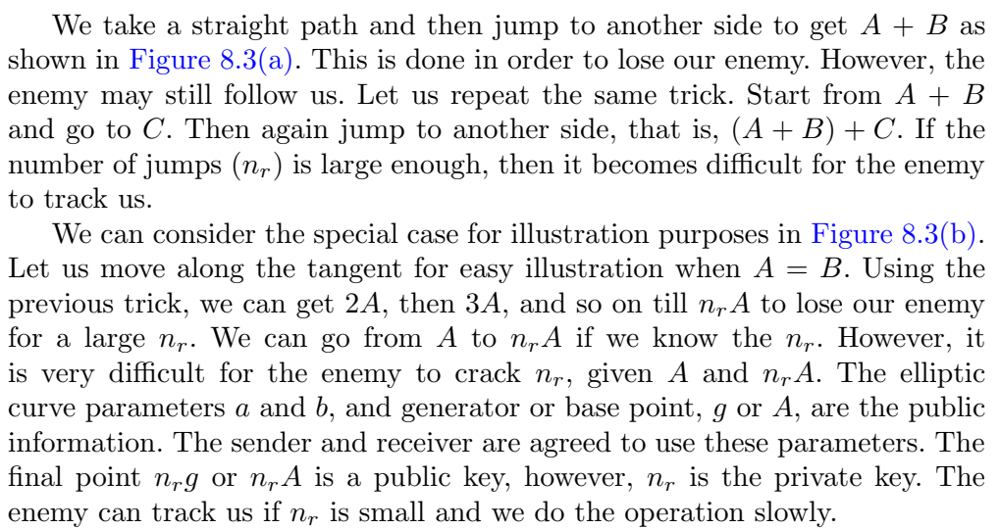 We take a straight path and then jump to another side to get A + B as
shown in Figure 8.3(a). This is done in order to lose our enemy. However, the
enemy may still follow us. Let us repeat the same trick. Start from A + B
and go to C. Then again jump to another side, that is, (A + B) + C. If the
number of jumps (n_r) is large enough, then it becomes difficult for the enemy
to track us.
We can consider the special case for illustration purposes in Figure 8.3(b).
Let us move along the tangent for easy illustration when A = B. Using the
previous trick, we can get 2A, then 3A, and so on till n_rA to lose our enemy
for a large n_r. We can go from A to n_rA if we know the n_r. However, it
is very difficult for the enemy to crack n_r, given A and n_rA. The elliptic
curve parameters a and b, and generator or base point, g or A, are the public
information. The sender and receiver are agreed to use these parameters. The
final point n_rg or n_rA is a public key, however, n_r is the private key. The
enemy can track us if n_r is small and we do the operation slowly.